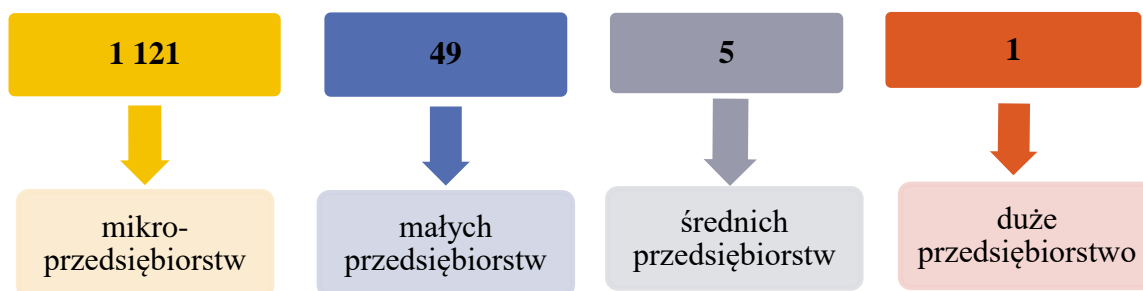 1 121
49
5
1
mikro-
przedsiębiorstw
małych
przedsiębiorstw
średnich
przedsiębiorstw
duże
przedsiębiorstwo